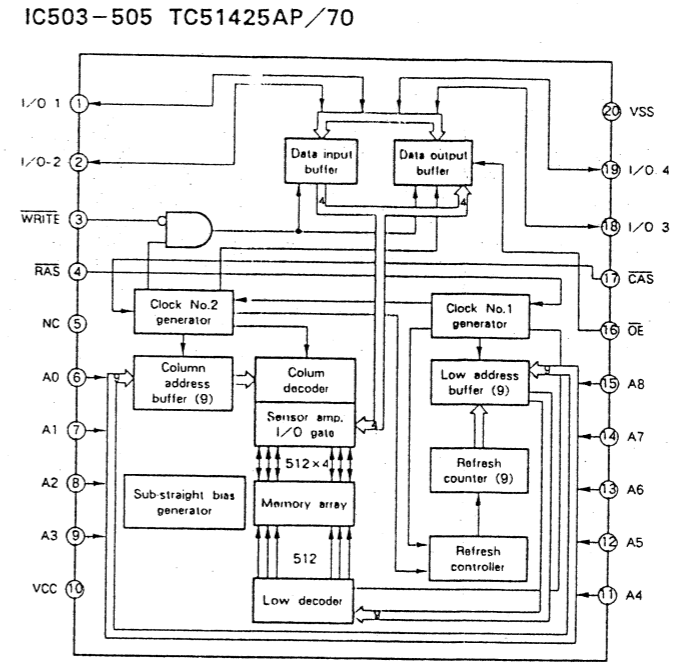 IC503-505 TC51425AP/70
I/O 1 1
20 VSS
I/O-2 2
Data input
buffer
Data output
buffer
19 I/O 4
4
4
WRITE 3
18 I/O 3
RAS 4
17 CAS
NC 5
Clock No.2
generator
Clock No.1
generator
16 OE
A0 6
9
Column
address
buffer (9)
Colum
decoder
Low address
buffer (9)
9
15 A8
A1 7
Sensor amp.
I/O gate
4
14 A7
512×4
A2 8
Sub-straight bias
generator
Memory array
Refresh
counter (9)
13 A6
A3 9
512
Refresh
controller
12 A5
VCC 10
Low decoder
9
11 A4